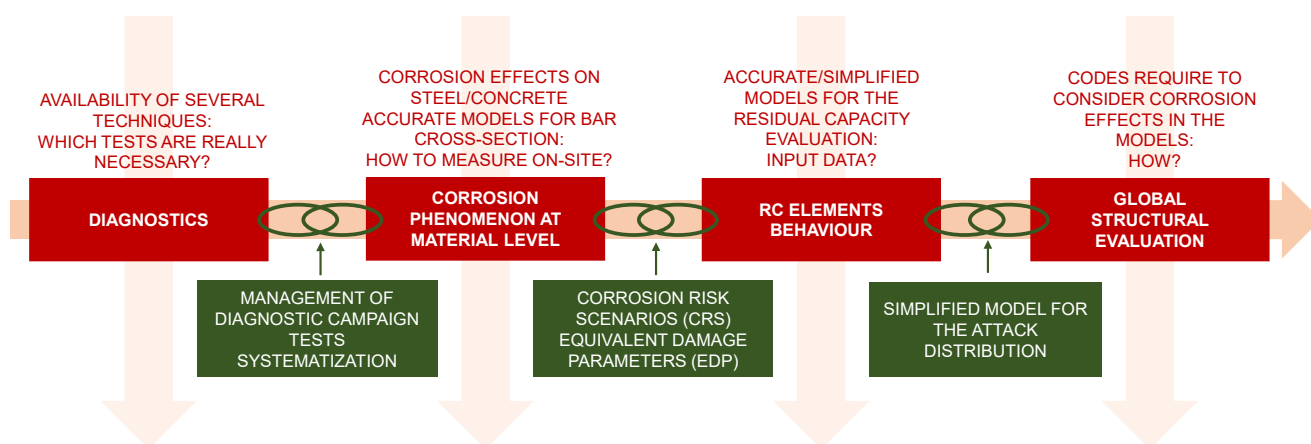 AVAILABILITY OF SEVERAL
TECHNIQUES:
WHICH TESTS ARE REALLY
NECESSARY?
CORROSION EFFECTS ON
STEEL/CONCRETE
ACCURATE MODELS FOR BAR
CROSS-SECTION:
HOW TO MEASURE ON-SITE?
ACCURATE/SIMPLIFIED
MODELS FOR THE
RESIDUAL CAPACITY
EVALUATION:
INPUT DATA?
CODES REQUIRE TO
CONSIDER CORROSION
EFFECTS IN THE
MODELS:
HOW?
DIAGNOSTICS
CORROSION
PHENOMENON AT
MATERIAL LEVEL
RC ELEMENTS
BEHAVIOUR
GLOBAL
STRUCTURAL
EVALUATION
MANAGEMENT OF
DIAGNOSTIC CAMPAIGN
TESTS
SYSTEMATIZATION
CORROSION RISK
SCENARIOS (CRS)
EQUIVALENT DAMAGE
PARAMETERS (EDP)
SIMPLIFIED MODEL FOR
THE ATTACK
DISTRIBUTION